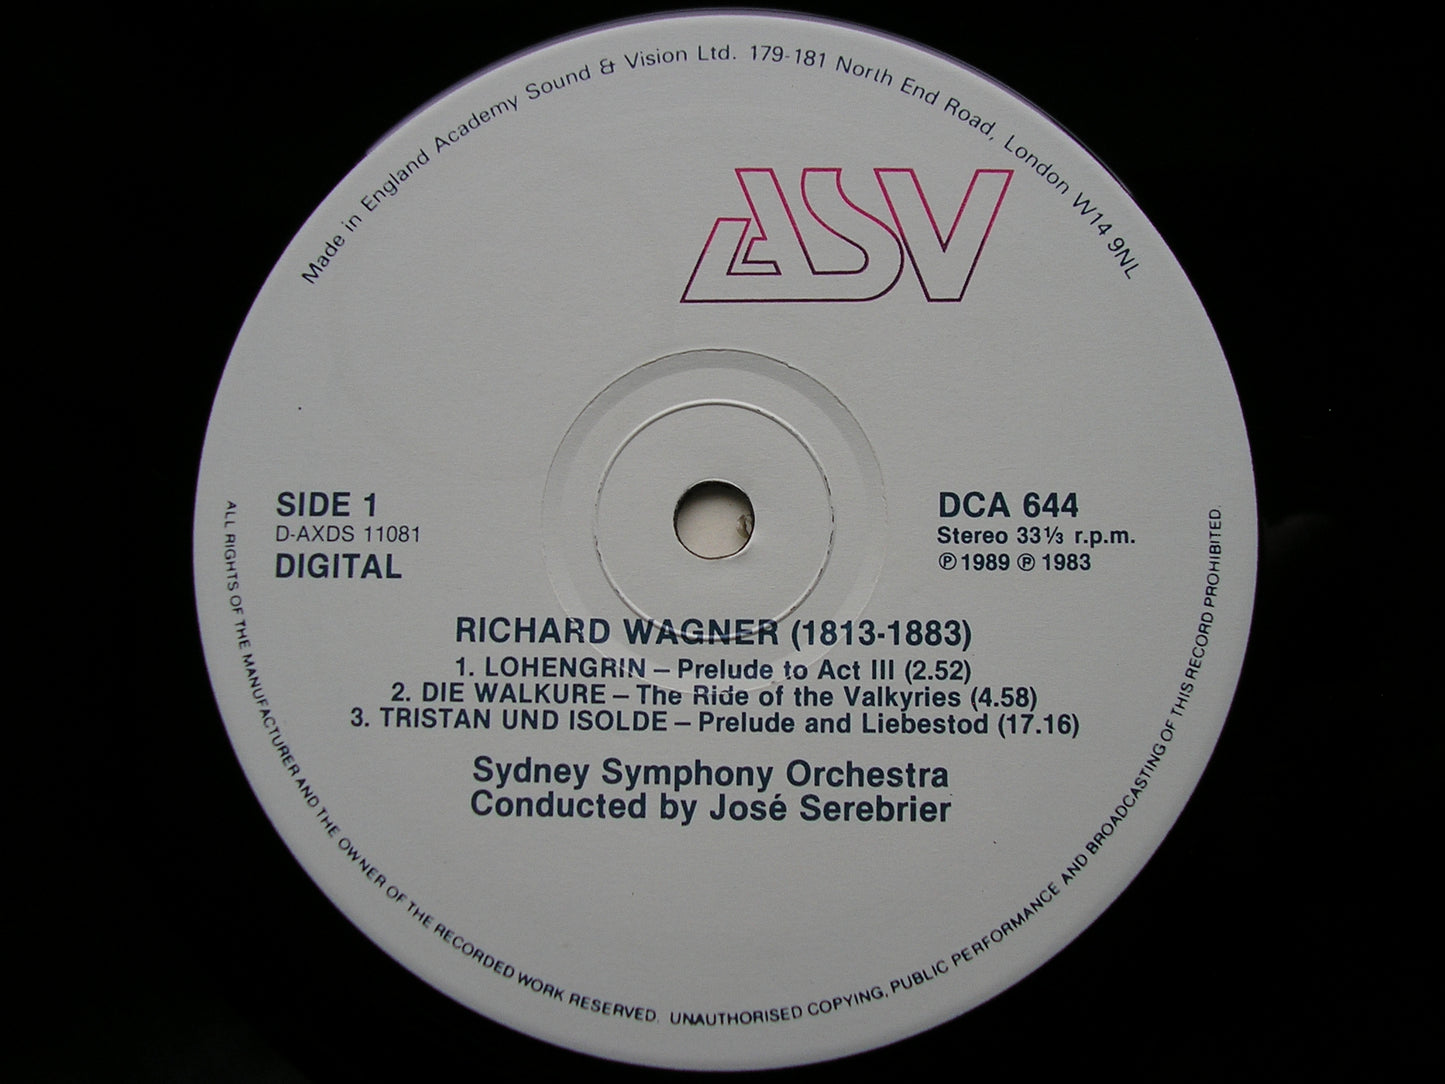 Made in England Academy Sound & Vision Ltd. 179-181 North End Road, London W14 9NL
ASV
SIDE 1
D-AXDS 11081
DIGITAL
DCA 644
Stereo 33⅓ r.p.m.
℗ 1989 ℗ 1983
RICHARD WAGNER (1813-1883)
1. LOHENGRIN – Prelude to Act III (2.52)
2. DIE WALKURE – The Ride of the Valkyries (4.58)
3. TRISTAN UND ISOLDE – Prelude and Liebestod (17.16)
Sydney Symphony Orchestra
Conducted by José Serebrier
ALL RIGHTS OF THE MANUFACTURER AND THE OWNER OF THE RECORDED WORK RESERVED. UNAUTHORISED COPYING, PUBLIC PERFORMANCE AND BROADCASTING OF THIS RECORD PROHIBITED.